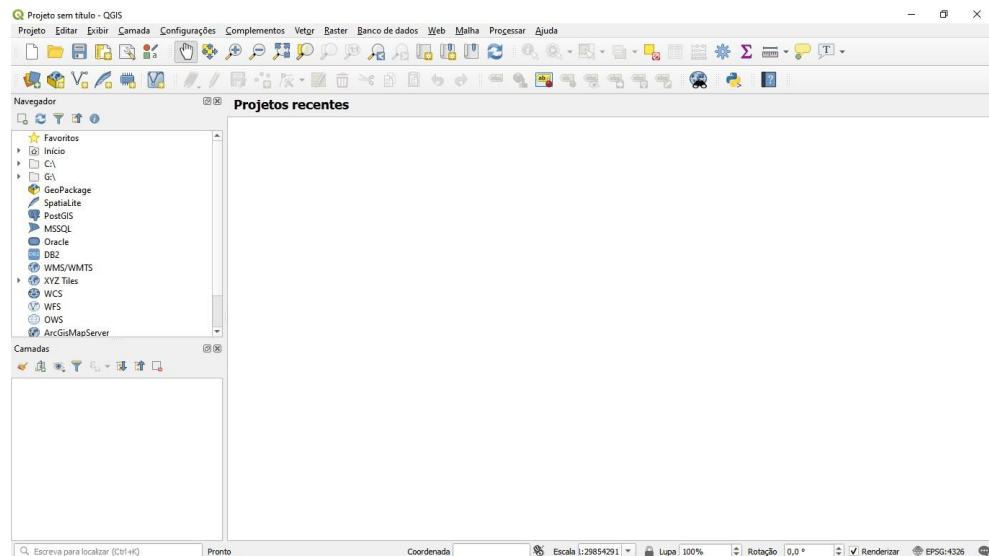 Projeto sem título - QGIS
Projeto Editar Exibir Camada Configurações Complementos Vetor Raster Banco de dados Web Malha Processar Ajuda
Navegador
Projetos recentes
Favoritos
Início
C:\
G:\
GeoPackage
SpatiaLite
PostGIS
MSSQL
Oracle
DB2
WMS/WMTS
XYZ Tiles
WCS
WFS
OWS
ArcGisMapServer
Camadas
Escreva para localizar (Ctrl+K) Pronto Coordenada Escala 1:29854291 Lupa 100% Rotação 0,0 ° Renderizar EPSG:4326